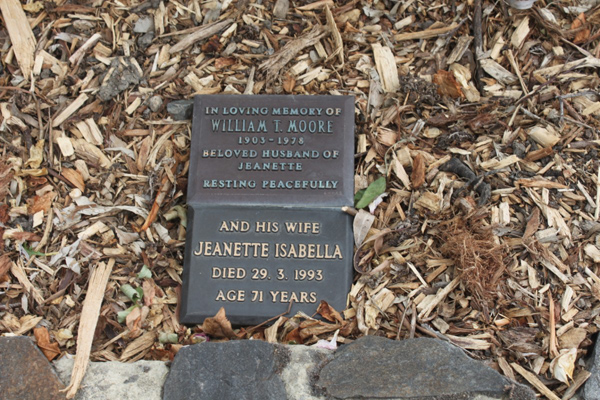 IN LOVING MEMORY OF
WILLIAM T. MOORE
1903 - 1978
BELOVED HUSBAND OF
JEANETTE
RESTING PEACEFULLY
AND HIS WIFE
JEANETTE ISABELLA
DIED 29. 3. 1993
AGE 71 YEARS